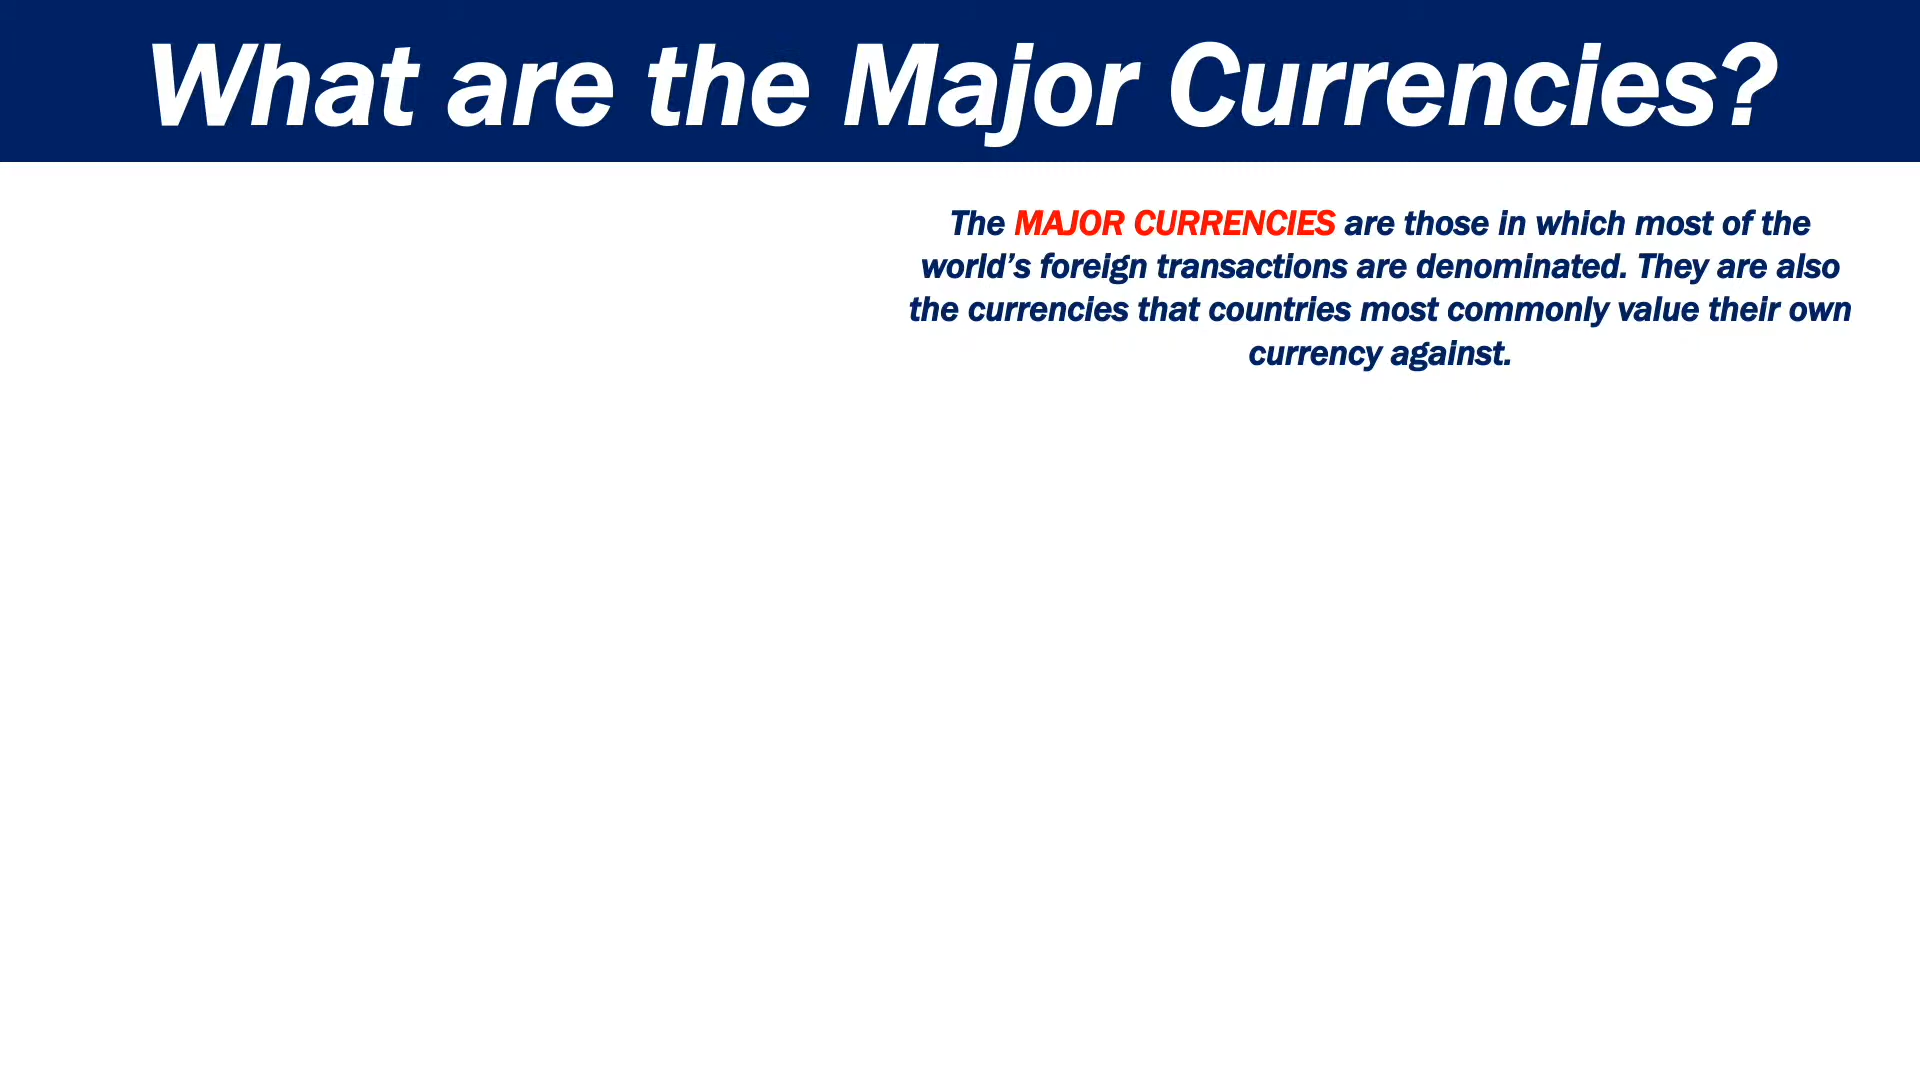 What are the Major Currencies?
The MAJOR CURRENCIES are those in which most of the
world’s foreign transactions are denominated. They are also
the currencies that countries most commonly value their own
currency against.